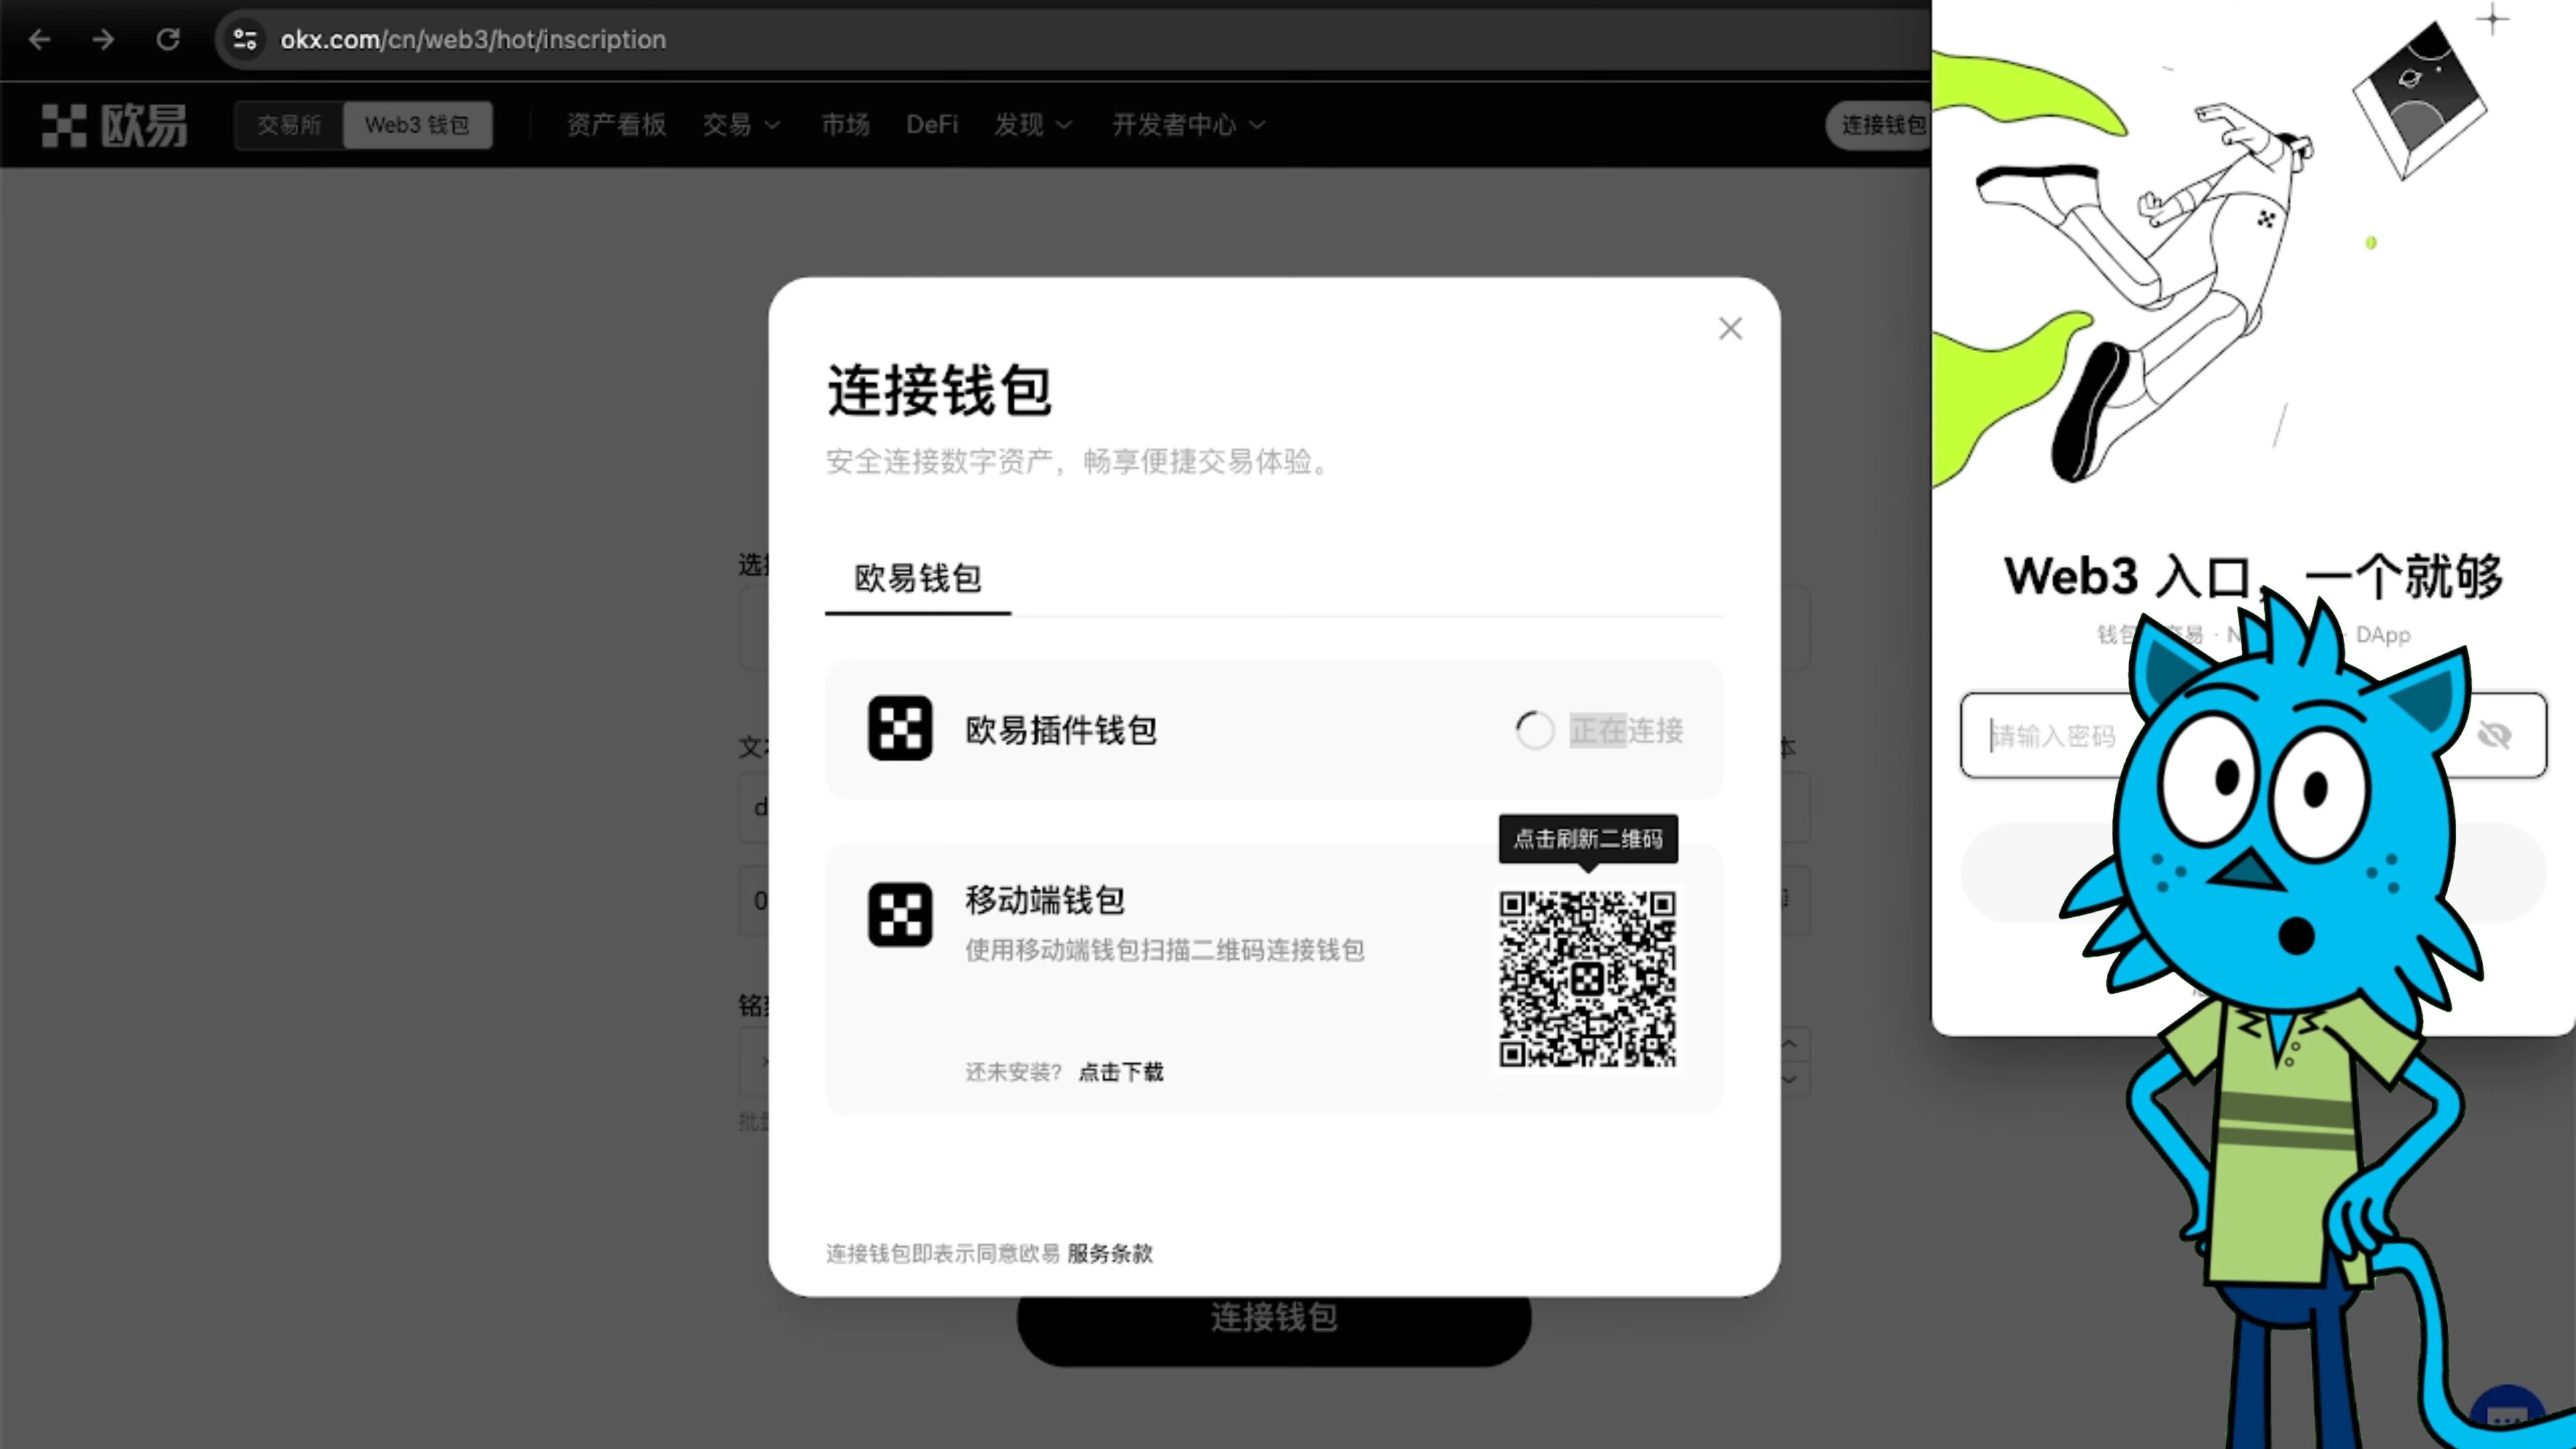 okx.com/cn/web3/hot/inscription
欧易
交易所
Web3 钱包
资产看板
交易
市场
DeFi
发现
开发者中心
连接钱包
连接钱包
安全连接数字资产，畅享便捷交易体验。
欧易钱包
欧易插件钱包
正在连接
点击刷新二维码
移动端钱包
使用移动端钱包扫描二维码连接钱包
还未安装? 点击下载
连接钱包即表示同意欧易 服务条款
连接钱包
Web3 入口，一个就够
DApp
请输入密码